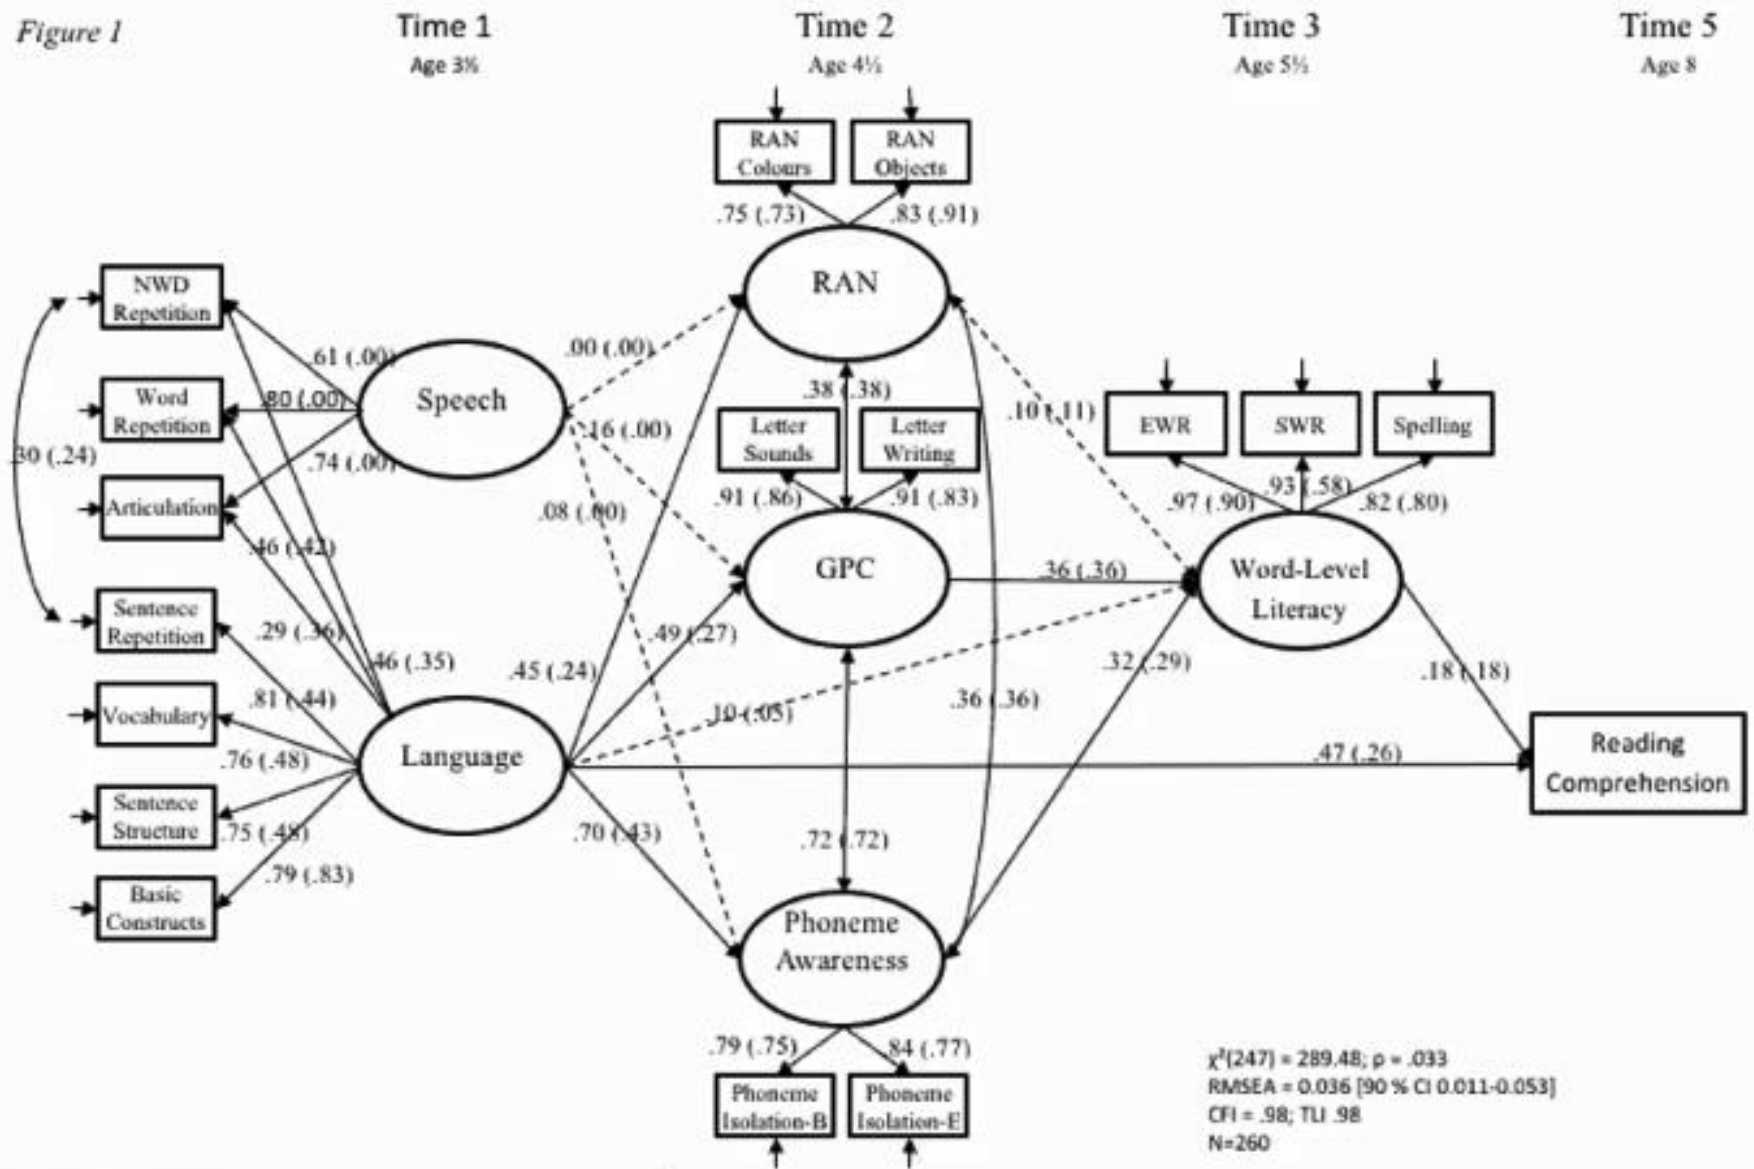 Figure 1
Time 1
Age 3½
Time 2
Age 4½
Time 3
Age 5½
Time 5
Age 8
RAN
Colours
RAN
Objects
.75 (.73)
.83 (.91)
RAN
NWD
Repetition
Word
Repetition
Articulation
.30 (.24)
Sentence
Repetition
Vocabulary
Sentence
Structure
Basic
Constructs
.61 (.00)
.80 (.00)
.74 (.00)
Speech
.46 (.42)
.29 (.36)
.46 (.35)
.81 (.44)
.76 (.48)
.75 (.48)
.79 (.83)
Language
.00 (.00)
.16 (.00)
.08 (.00)
.45 (.24)
.49 (.27)
.10 (.05)
.70 (.43)
.47 (.26)
.38 (.38)
Letter
Sounds
Letter
Writing
.91 (.86)
.91 (.83)
GPC
.36 (.36)
.10 (.11)
.36 (.36)
.32 (.29)
.72 (.72)
Phoneme
Awareness
.79 (.75)
.84 (.77)
Phoneme
Isolation-B
Phoneme
Isolation-E
EWR
SWR
Spelling
.97 (.90)
.93 (.58)
.82 (.80)
Word-Level
Literacy
.18 (.18)
Reading
Comprehension
χ²(247) = 289.48; p = .033
RMSEA = 0.036 [90 % CI 0.011-0.053]
CFI = .98; TLI .98
N=260